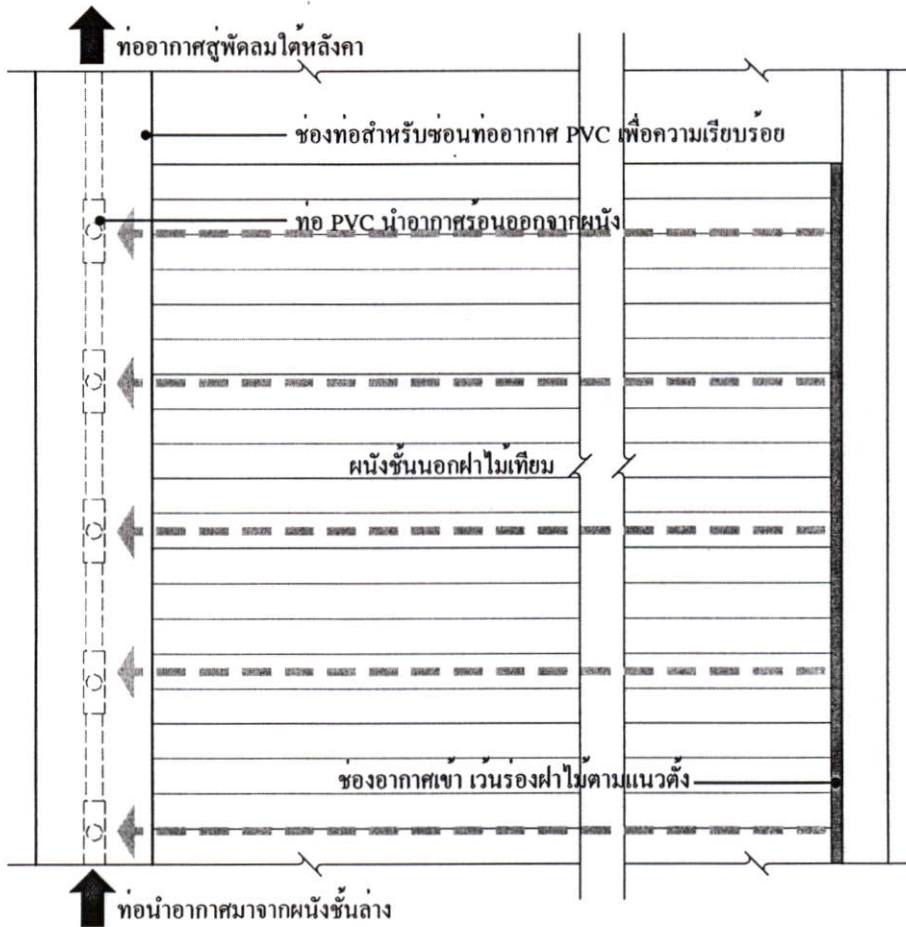 ท่ออากาศสู่พัดลมใต้หลังคา
ช่องท่อสำหรับซ่อนท่ออากาศ PVC เพื่อความเรียบร้อย
ท่อ PVC นำอากาศร้อนออกจากผนัง
ผนังชั้นนอกฝาไม้เทียม
ช่องอากาศเข้า เว้นร่องฝาไม้ตามแนวตั้ง
ท่อนำอากาศมาจากผนังชั้นล่าง